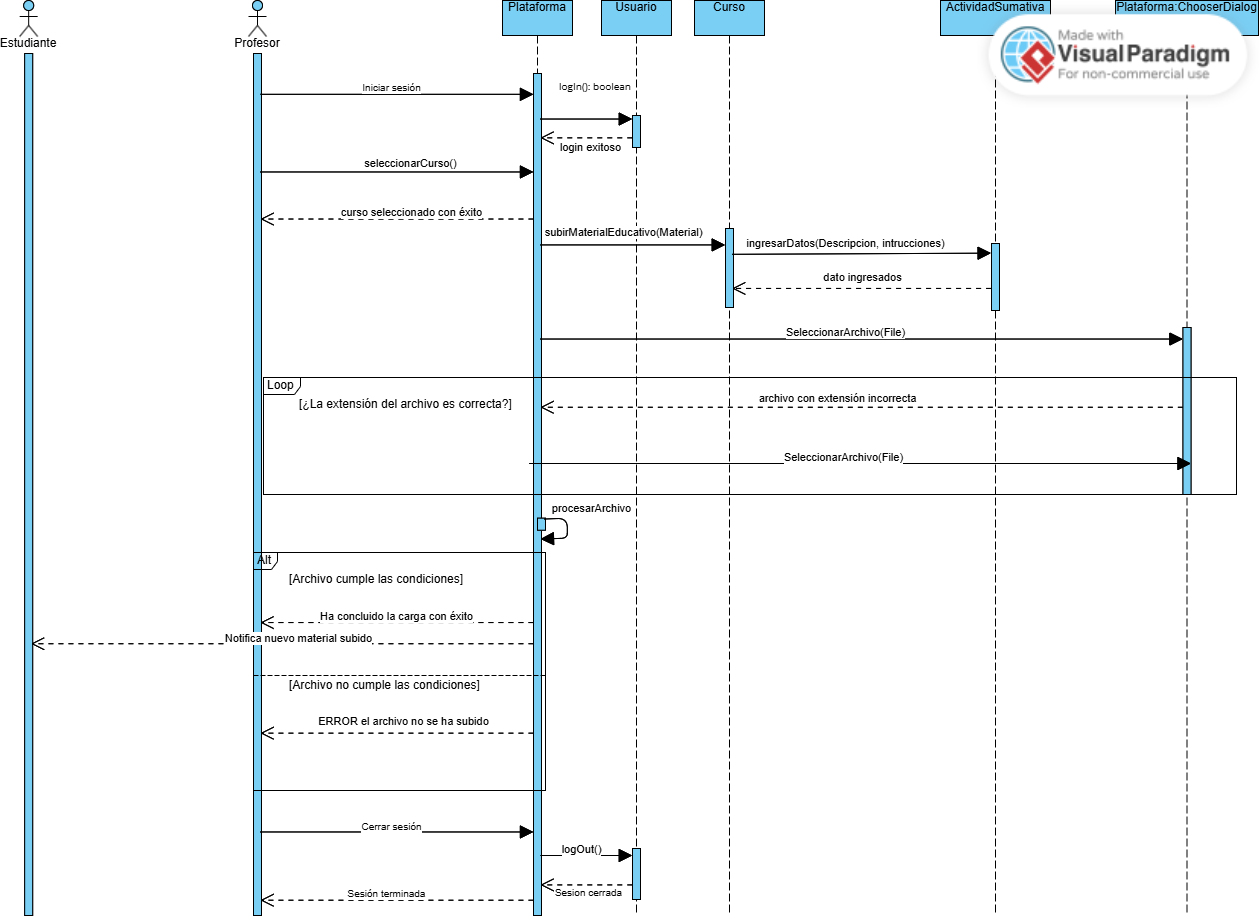 Plataforma
Usuario
Curso
ActividadSumativa
Plataforma:ChooserDialog
Made with
Visual Paradigm
For non-commercial use
Estudiante
Profesor
Iniciar sesión
logIn(): boolean
login exitoso
seleccionarCurso()
curso seleccionado con éxito
subirMaterialEducativo(Material)
ingresarDatos(Descripcion, intrucciones)
dato ingresados
SeleccionarArchivo(File)
Loop
[¿La extensión del archivo es correcta?]
archivo con extensión incorrecta
SeleccionarArchivo(File)
procesarArchivo
Alt
[Archivo cumple las condiciones]
Ha concluido la carga con éxito
Notifica nuevo material subido
[Archivo no cumple las condiciones]
ERROR el archivo no se ha subido
Cerrar sesión
logOut()
Sesion cerrada
Sesión terminada